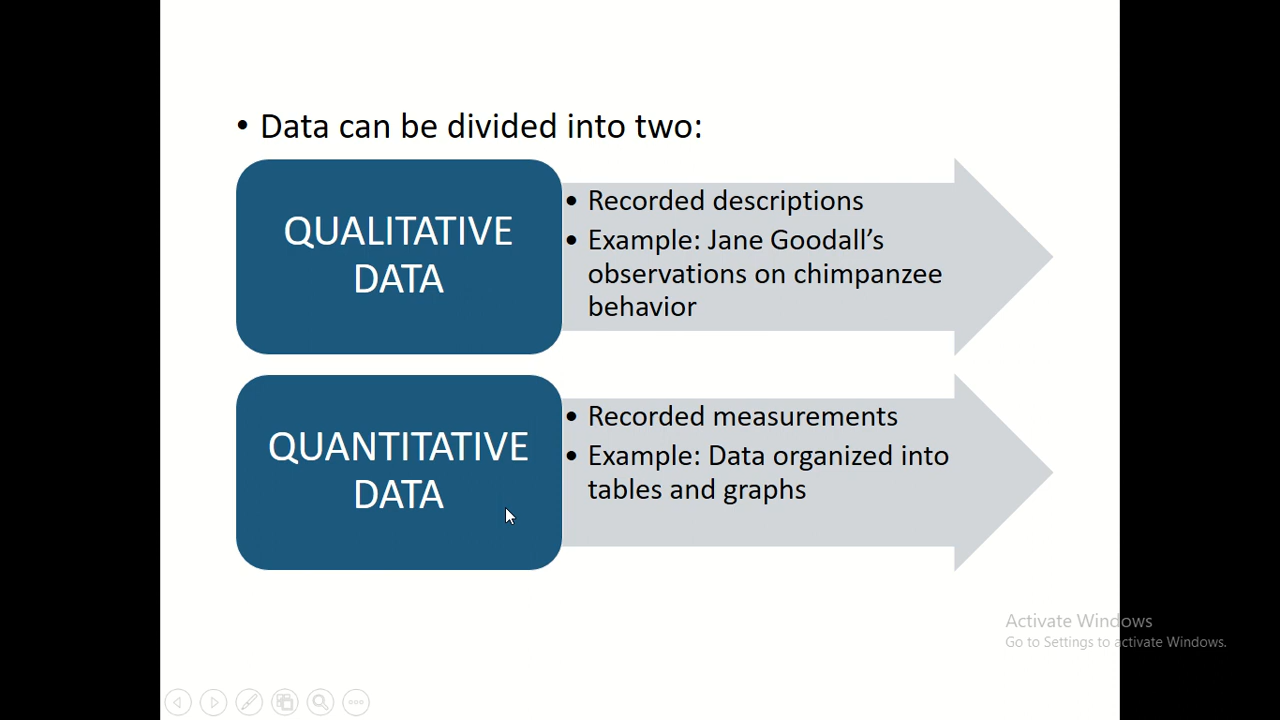 • Data can be divided into two:
QUALITATIVE
DATA
• Recorded descriptions
• Example: Jane Goodall’s
observations on chimpanzee
behavior
QUANTITATIVE
DATA
• Recorded measurements
• Example: Data organized into
tables and graphs
Activate Windows
Go to Settings to activate Windows.